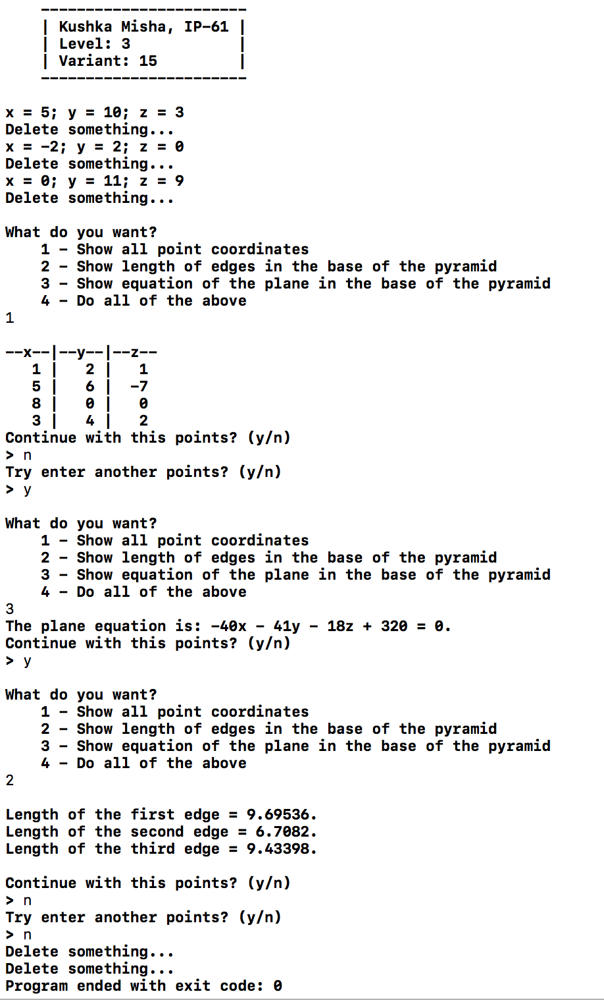 -----------------------
| Kushka Misha, IP-61 |
| Level: 3            |
| Variant: 15         |
-----------------------
x = 5; y = 10; z = 3
Delete something...
x = -2; y = 2; z = 0
Delete something...
x = 0; y = 11; z = 9
Delete something...
What do you want?
    1 - Show all point coordinates
    2 - Show length of edges in the base of the pyramid
    3 - Show equation of the plane in the base of the pyramid
    4 - Do all of the above
1
--x--|--y--|--z--
   1 |   2 |   1
   5 |   6 |  -7
   8 |   0 |   0
   3 |   4 |   2
Continue with this points? (y/n)
> n
Try enter another points? (y/n)
> y
What do you want?
    1 - Show all point coordinates
    2 - Show length of edges in the base of the pyramid
    3 - Show equation of the plane in the base of the pyramid
    4 - Do all of the above
3
The plane equation is: -40x - 41y - 18z + 320 = 0.
Continue with this points? (y/n)
> y
What do you want?
    1 - Show all point coordinates
    2 - Show length of edges in the base of the pyramid
    3 - Show equation of the plane in the base of the pyramid
    4 - Do all of the above
2
Length of the first edge = 9.69536.
Length of the second edge = 6.7082.
Length of the third edge = 9.43398.
Continue with this points? (y/n)
> n
Try enter another points? (y/n)
> n
Delete something...
Delete something...
Program ended with exit code: 0